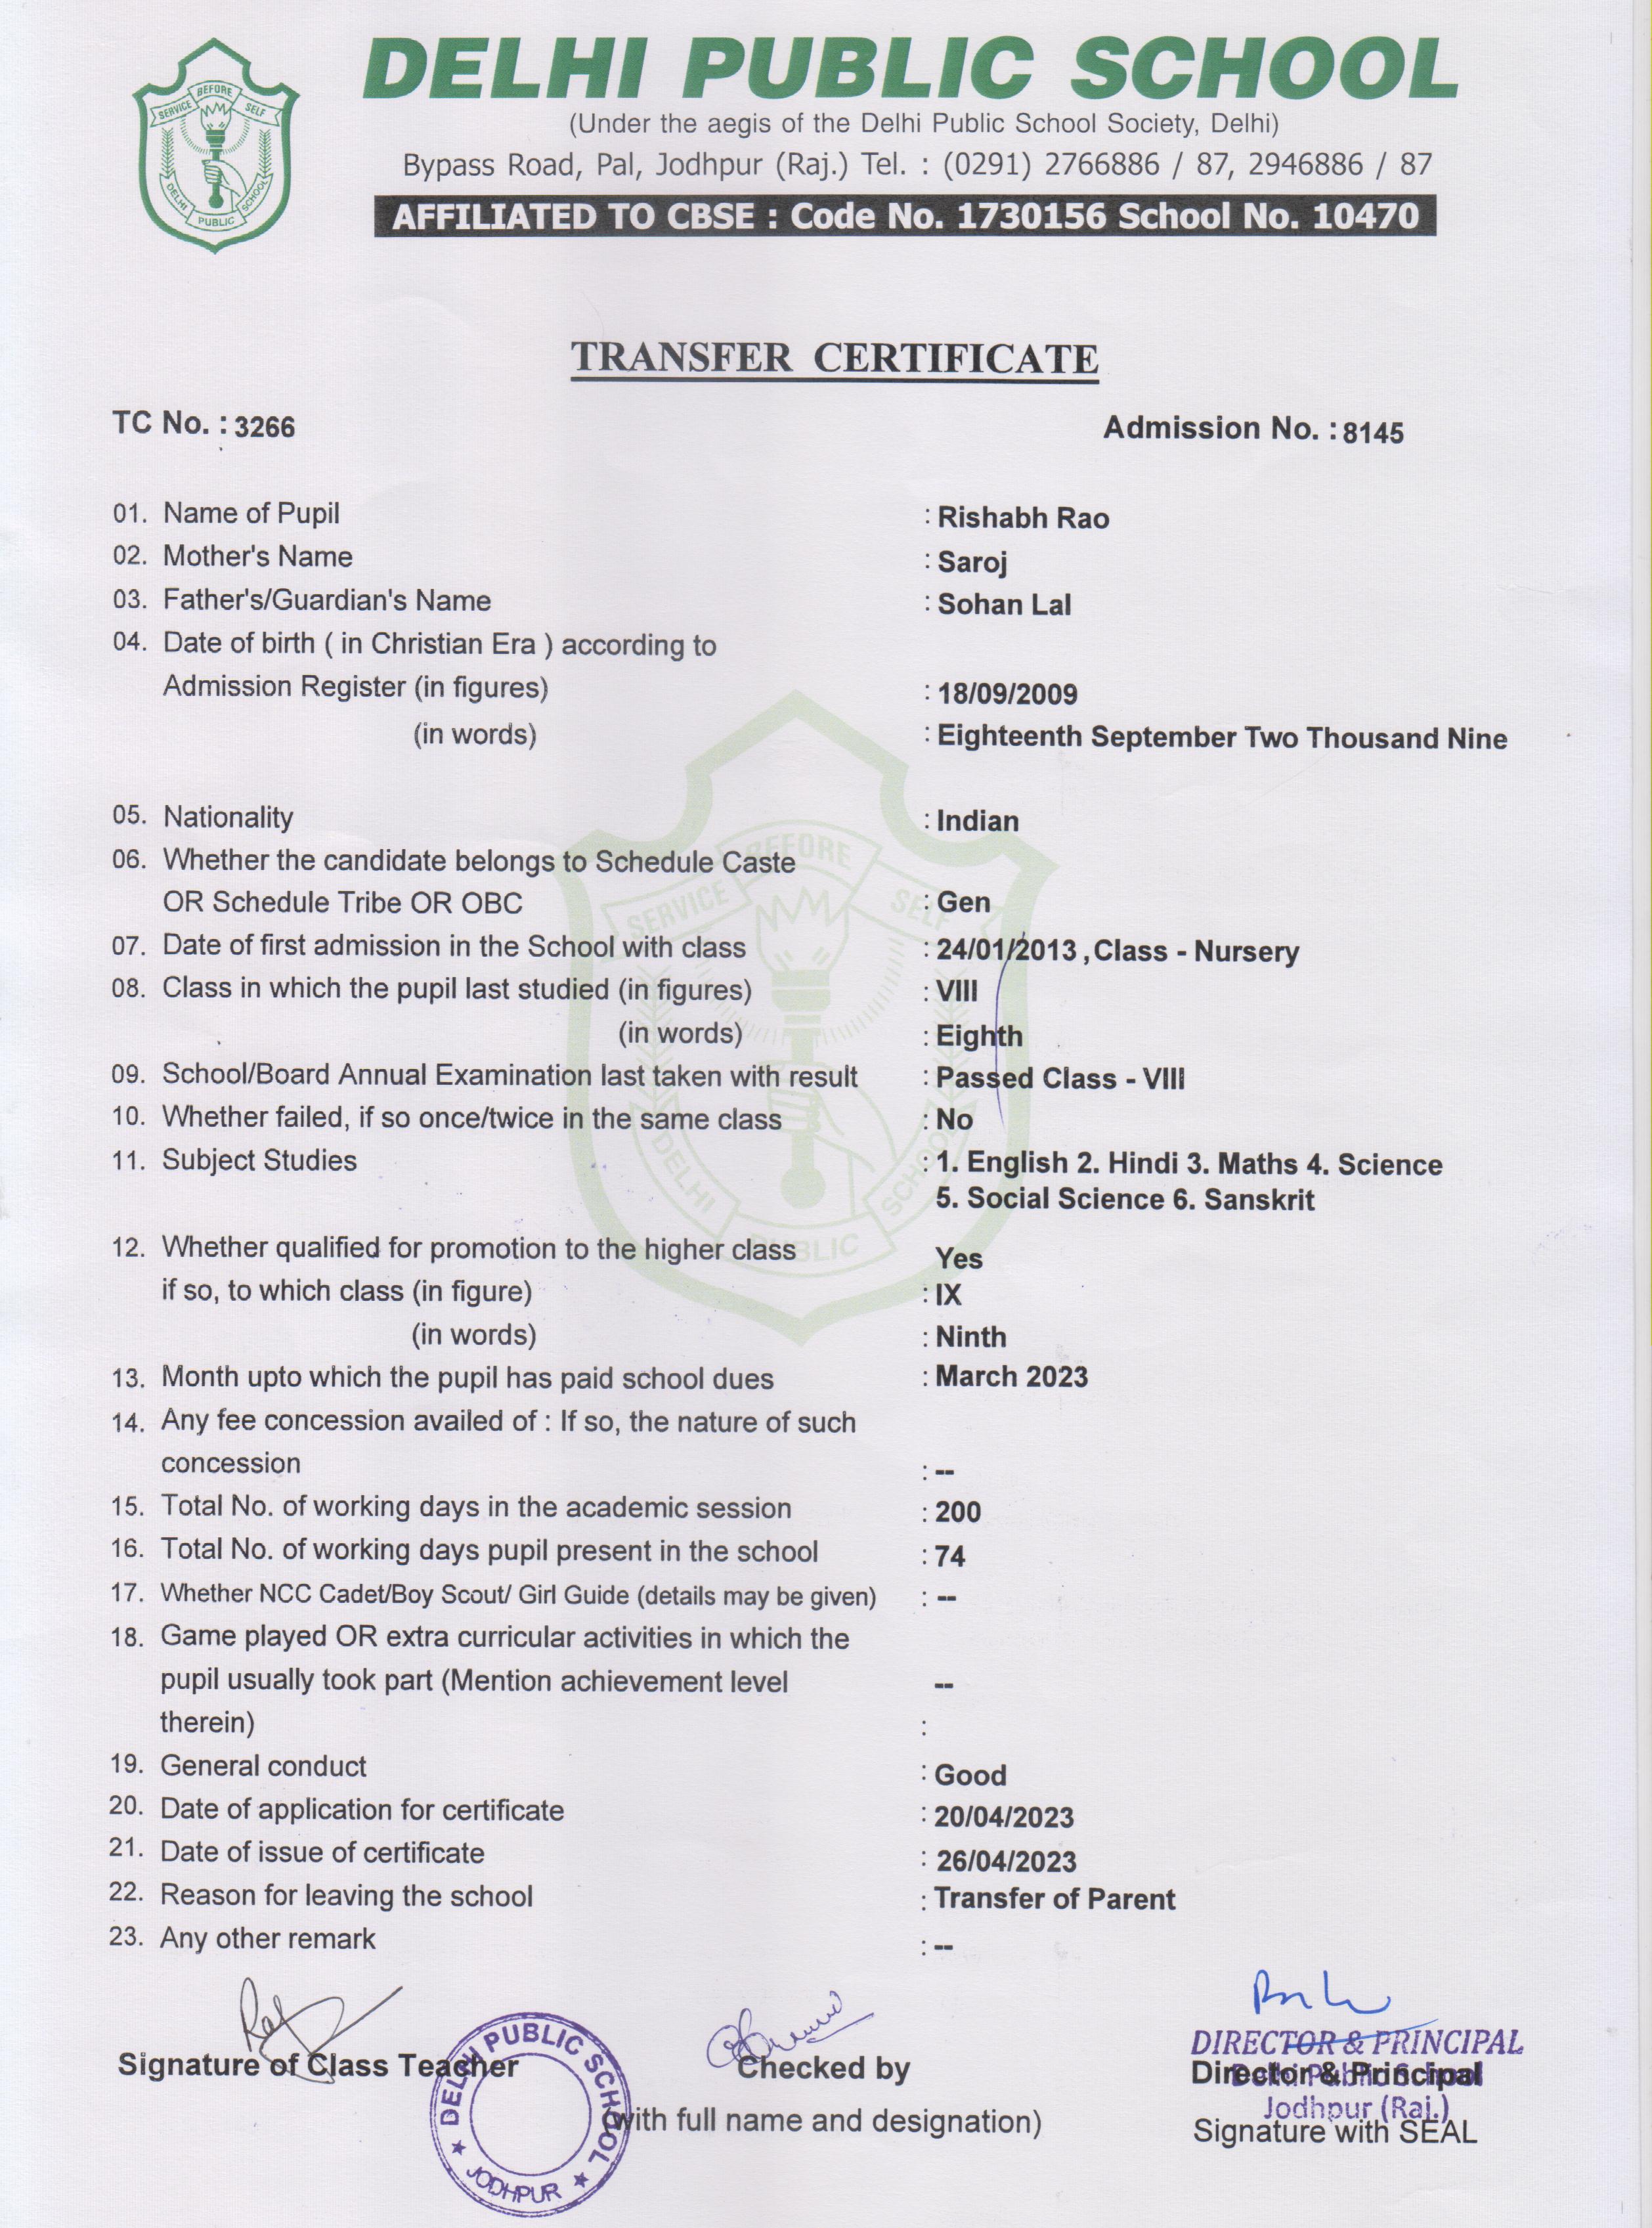 SERVICE BEFORE SELF
DELHI PUBLIC SCHOOL
DELHI PUBLIC SCHOOL
(Under the aegis of the Delhi Public School Society, Delhi)
Bypass Road, Pal, Jodhpur (Raj.) Tel. : (0291) 2766886 / 87, 2946886 / 87
AFFILIATED TO CBSE : Code No. 1730156 School No. 10470
TRANSFER CERTIFICATE
TC No. : 3266 Admission No. : 8145
01. Name of Pupil : Rishabh Rao
02. Mother's Name : Saroj
03. Father's/Guardian's Name : Sohan Lal
04. Date of birth ( in Christian Era ) according to
Admission Register (in figures) : 18/09/2009
(in words) : Eighteenth September Two Thousand Nine
05. Nationality : Indian
06. Whether the candidate belongs to Schedule Caste
OR Schedule Tribe OR OBC : Gen
07. Date of first admission in the School with class : 24/01/2013 , Class - Nursery
08. Class in which the pupil last studied (in figures) : VIII
(in words) : Eighth
09. School/Board Annual Examination last taken with result : Passed Class - VIII
10. Whether failed, if so once/twice in the same class : No
11. Subject Studies : 1. English 2. Hindi 3. Maths 4. Science
5. Social Science 6. Sanskrit
12. Whether qualified for promotion to the higher class Yes
if so, to which class (in figure) : IX
(in words) : Ninth
13. Month upto which the pupil has paid school dues : March 2023
14. Any fee concession availed of : If so, the nature of such
concession : --
15. Total No. of working days in the academic session : 200
16. Total No. of working days pupil present in the school : 74
17. Whether NCC Cadet/Boy Scout/ Girl Guide (details may be given) : --
18. Game played OR extra curricular activities in which the
pupil usually took part (Mention achievement level --
therein) :
19. General conduct : Good
20. Date of application for certificate : 20/04/2023
21. Date of issue of certificate : 26/04/2023
22. Reason for leaving the school : Transfer of Parent
23. Any other remark : --
DIRECTOR & PRINCIPAL
Signature of Class Teacher Checked by Director & Principal
Delhi Public School
Jodhpur (Raj.)
(with full name and designation) Signature with SEAL
DELHI PUBLIC SCHOOL
★ JODHPUR ★
SERVICE BEFORE SELF
DELHI PUBLIC SCHOOL